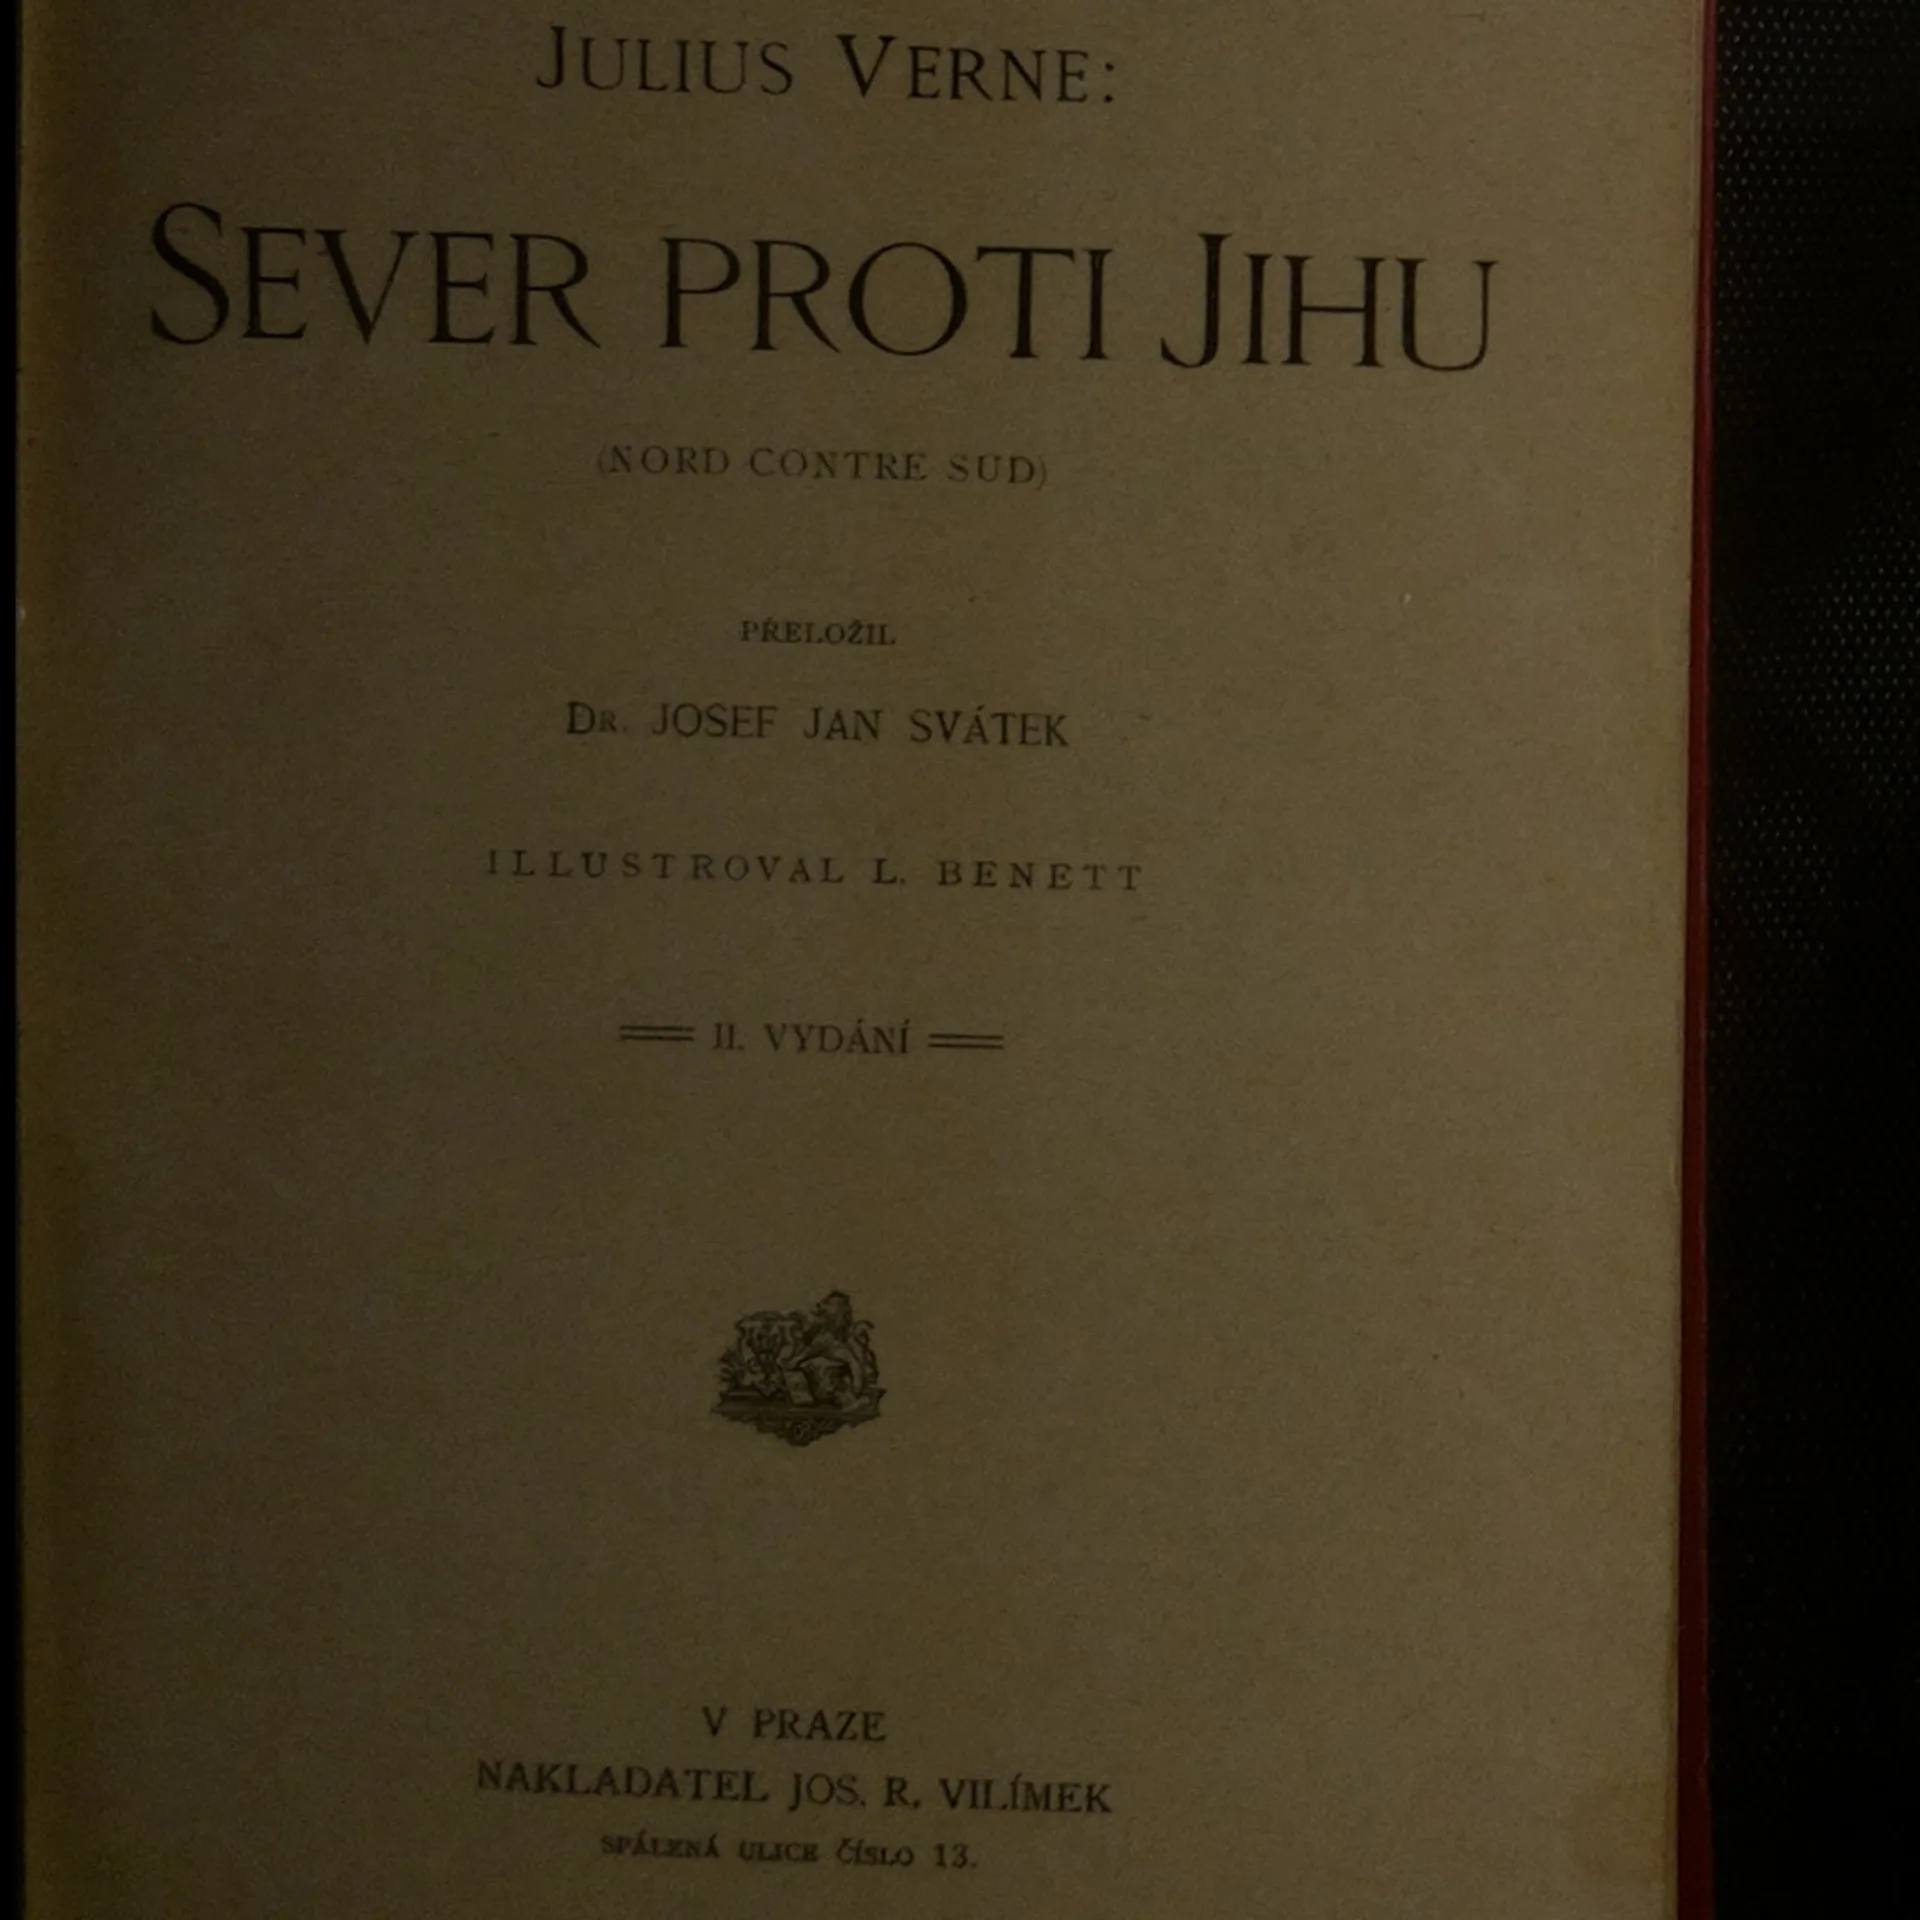 JULIUS VERNE:
SEVER PROTI JIHU
(NORD CONTRE SUD)
PŘELOŽIL
DR. JOSEF JAN SVÁTEK
ILLUSTROVAL L. BENETT
II. VYDÁNÍ
V PRAZE
NAKLADATEL JOS. R. VILÍMEK
SPÁLENÁ ULICE ČÍSLO 13.